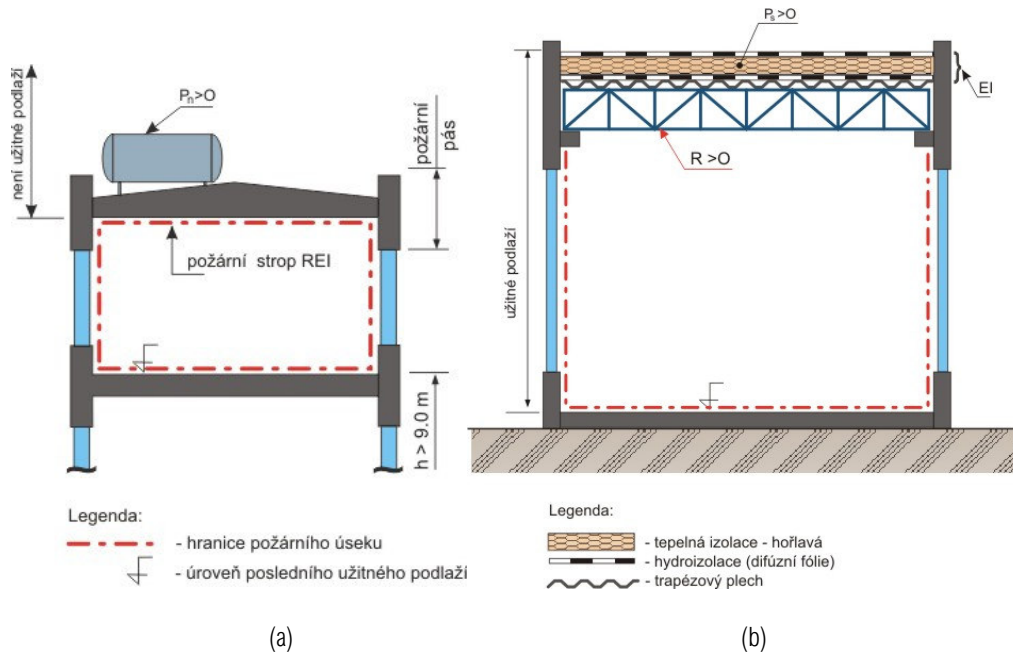 není užitné podlaží
Pn>O
požární
pás
požární strop REI
h > 9.0 m
Legenda:
- hranice požárního úseku
- úroveň posledního užitného podlaží
(a)
Ps>O
EI
R >O
užitné podlaží
Legenda:
- tepelná izolace - hořlavá
- hydroizolace (difúzní fólie)
- trapézový plech
(b)